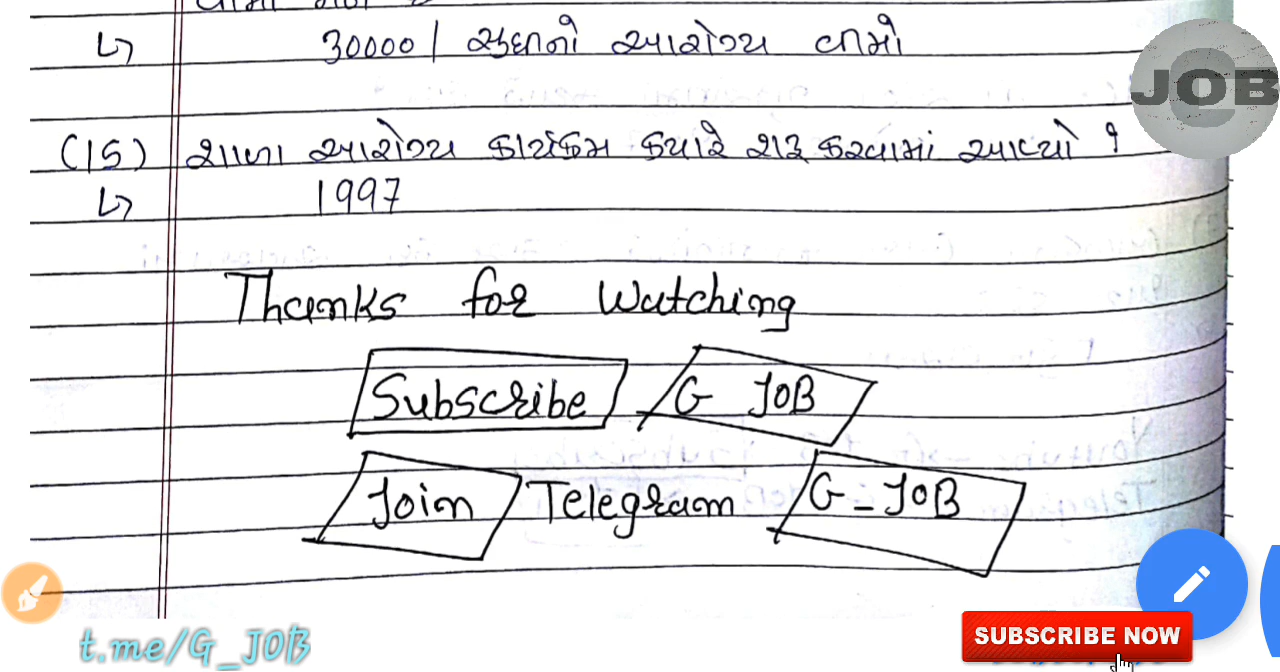 ↳ 30000/ સુધીનો આરોગ્ય વીમો
JOB
(15) શાળા આરોગ્ય કાર્યક્રમ ક્યારે શરૂ કરવામાં આવ્યો ?
↳ 1997
Thanks for Watching
Subscribe G JOB
Join Telegram G_JOB
t.me/G_JOB
SUBSCRIBE NOW